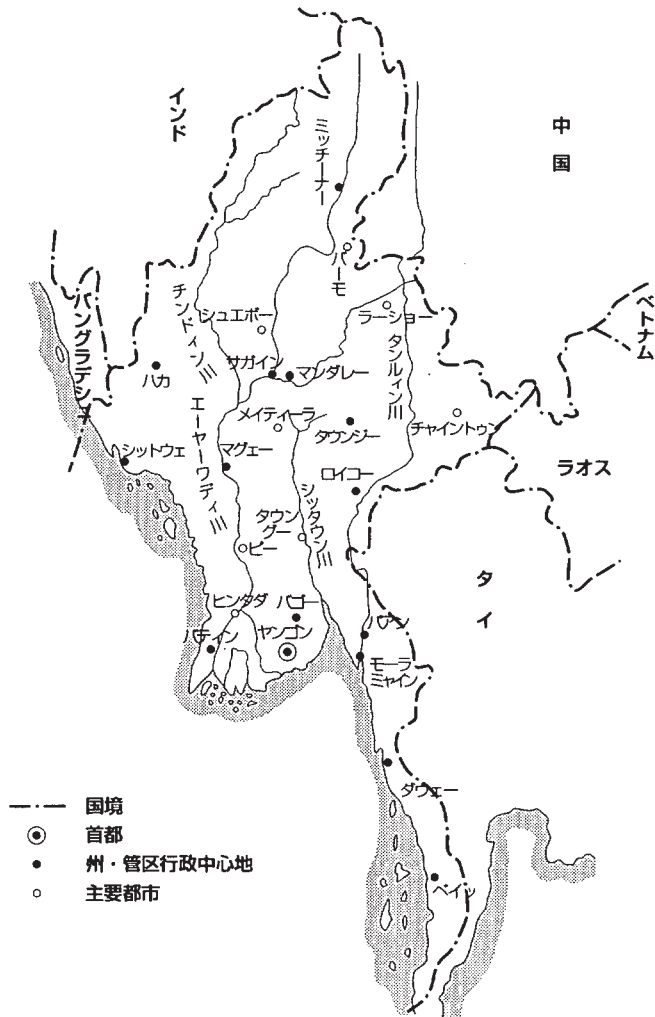 インド
中国
ミッチーナー
バーモ
バングラデシュ
チンドィン川
シュエボー
ラーショー
ベトナム
ハカ
サガイン
マンダレー
タンルィン川
エーヤーワディ川
メイティーラ
タウンジー
チャイントゥン
シットウェ
マグェー
ロイコー
ラオス
シッタウン川
タウン
グー
ピー
タイ
ヒンタダ
バゴー
パティン
ヤンゴン
パアン
モーラ
ミャイン
ダウェー
ベイッ
国境
首都
州・管区行政中心地
主要都市